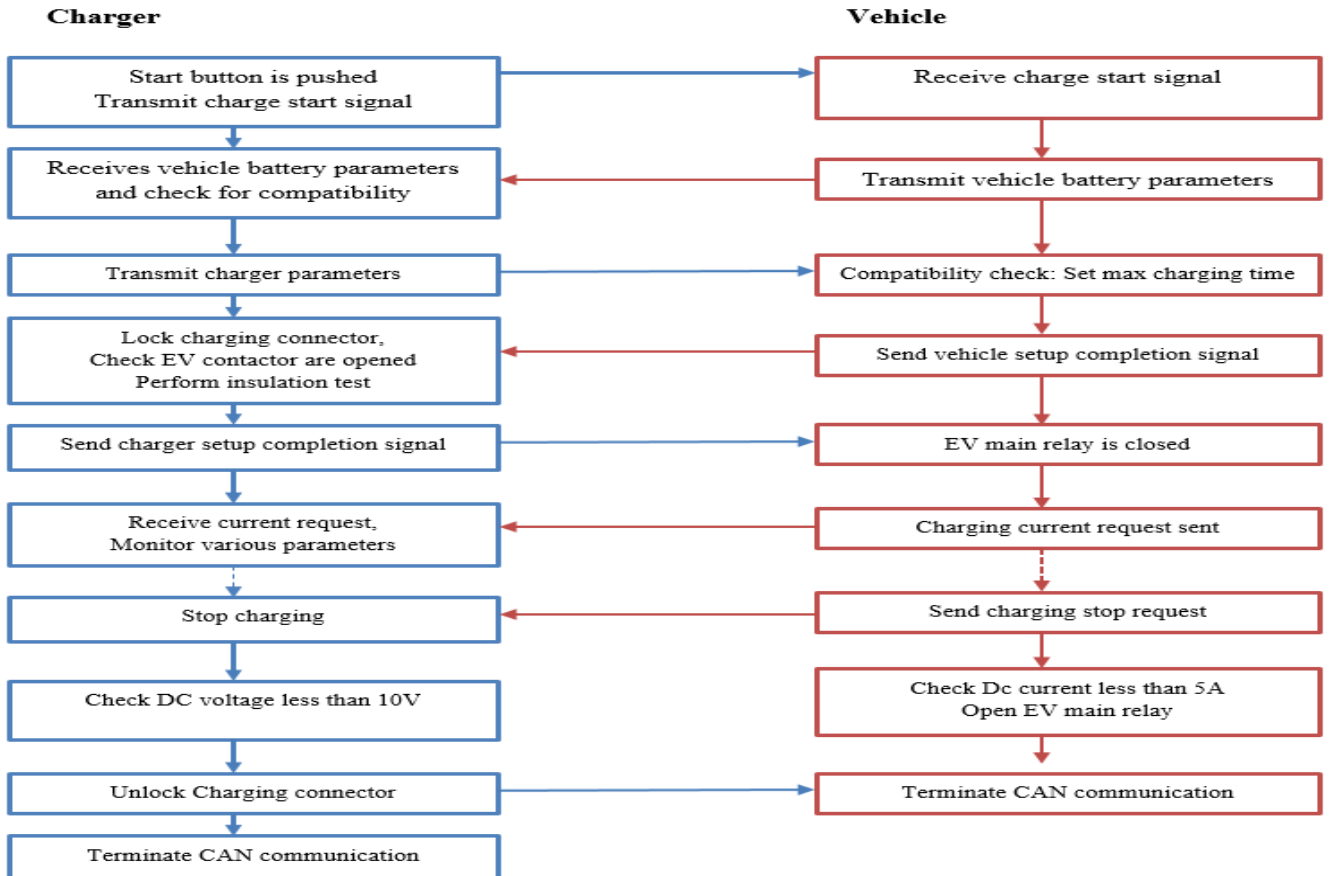 Charger
Vehicle
Start button is pushed
Transmit charge start signal
Receive charge start signal
Receives vehicle battery parameters
and check for compatibility
Transmit vehicle battery parameters
Transmit charger parameters
Compatibility check: Set max charging time
Lock charging connector,
Check EV contactor are opened
Perform insulation test
Send vehicle setup completion signal
Send charger setup completion signal
EV main relay is closed
Receive current request,
Monitor various parameters
Charging current request sent
Stop charging
Send charging stop request
Check DC voltage less than 10V
Check Dc current less than 5A
Open EV main relay
Unlock Charging connector
Terminate CAN communication
Terminate CAN communication